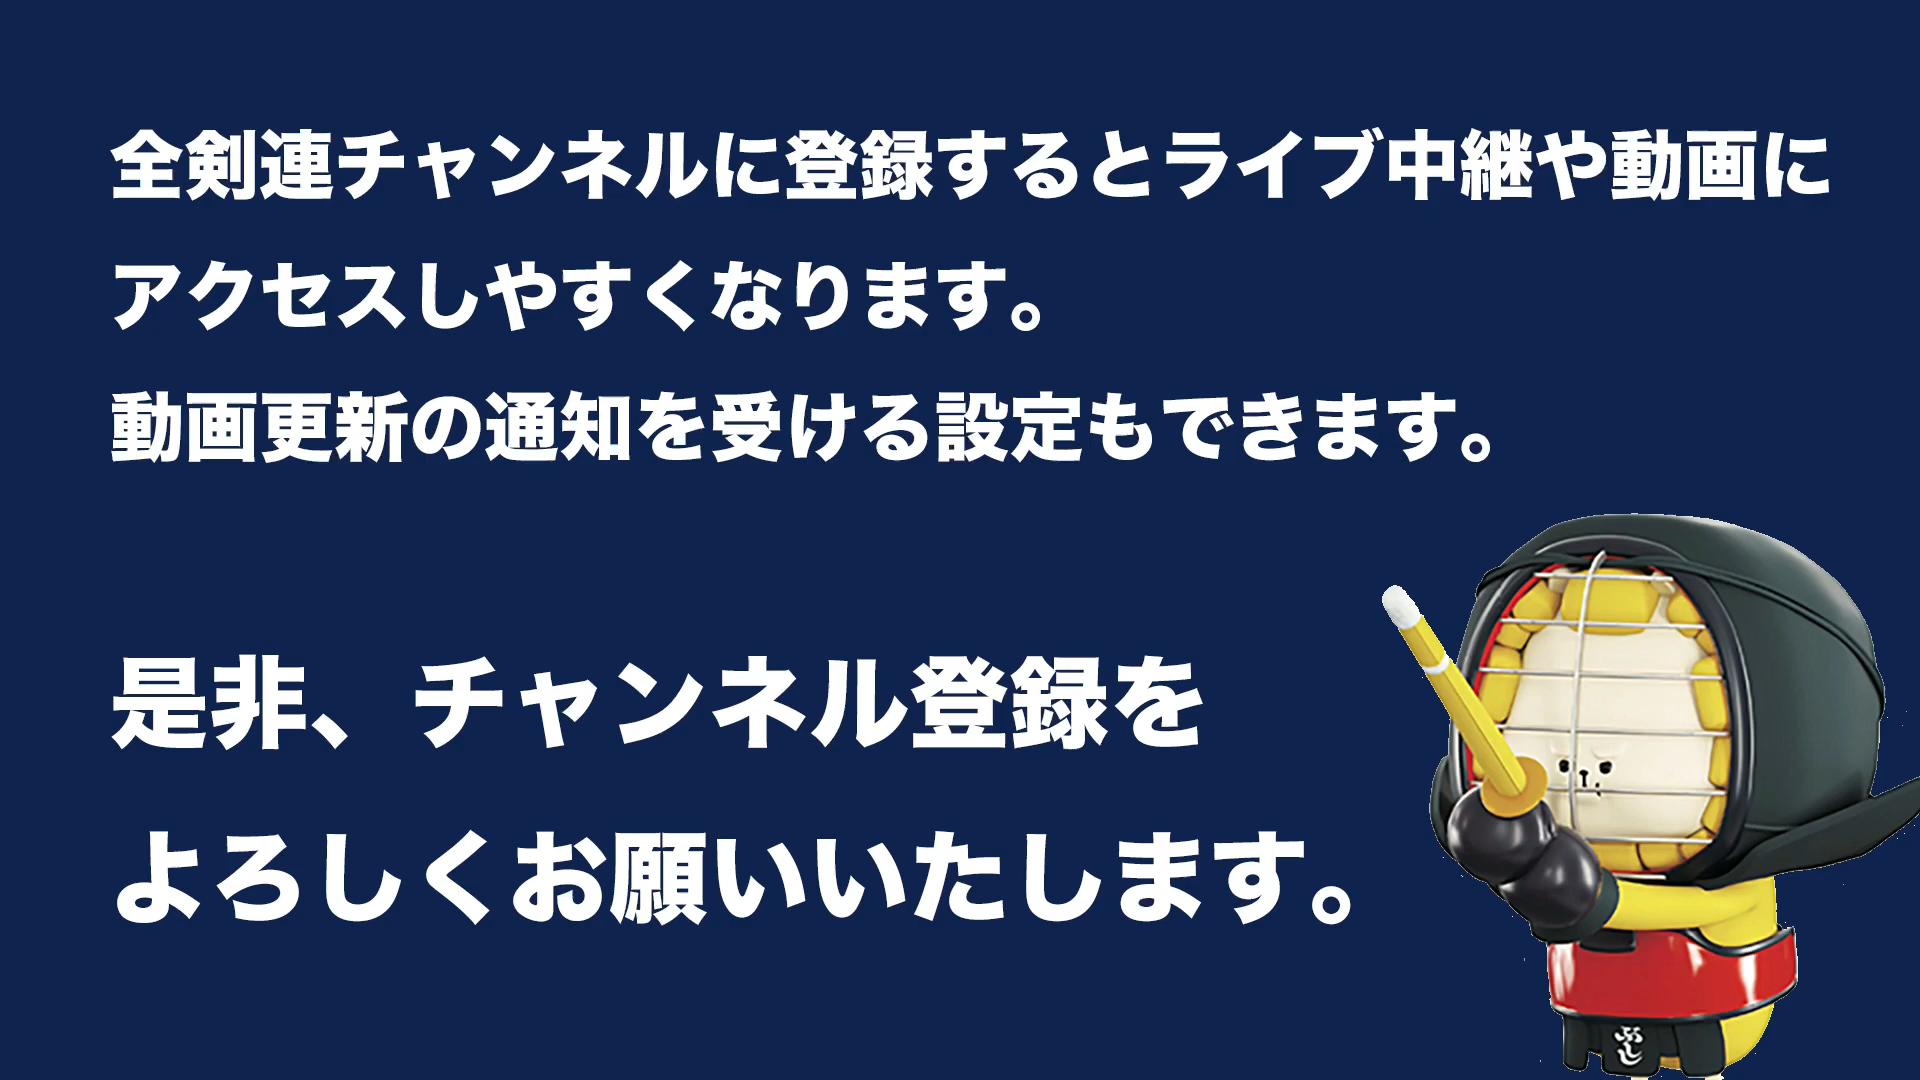 全剣連チャンネルに登録するとライブ中継や動画に
アクセスしやすくなります。
動画更新の通知を受ける設定もできます。
是非、チャンネル登録を
よろしくお願いいたします。
ぶし